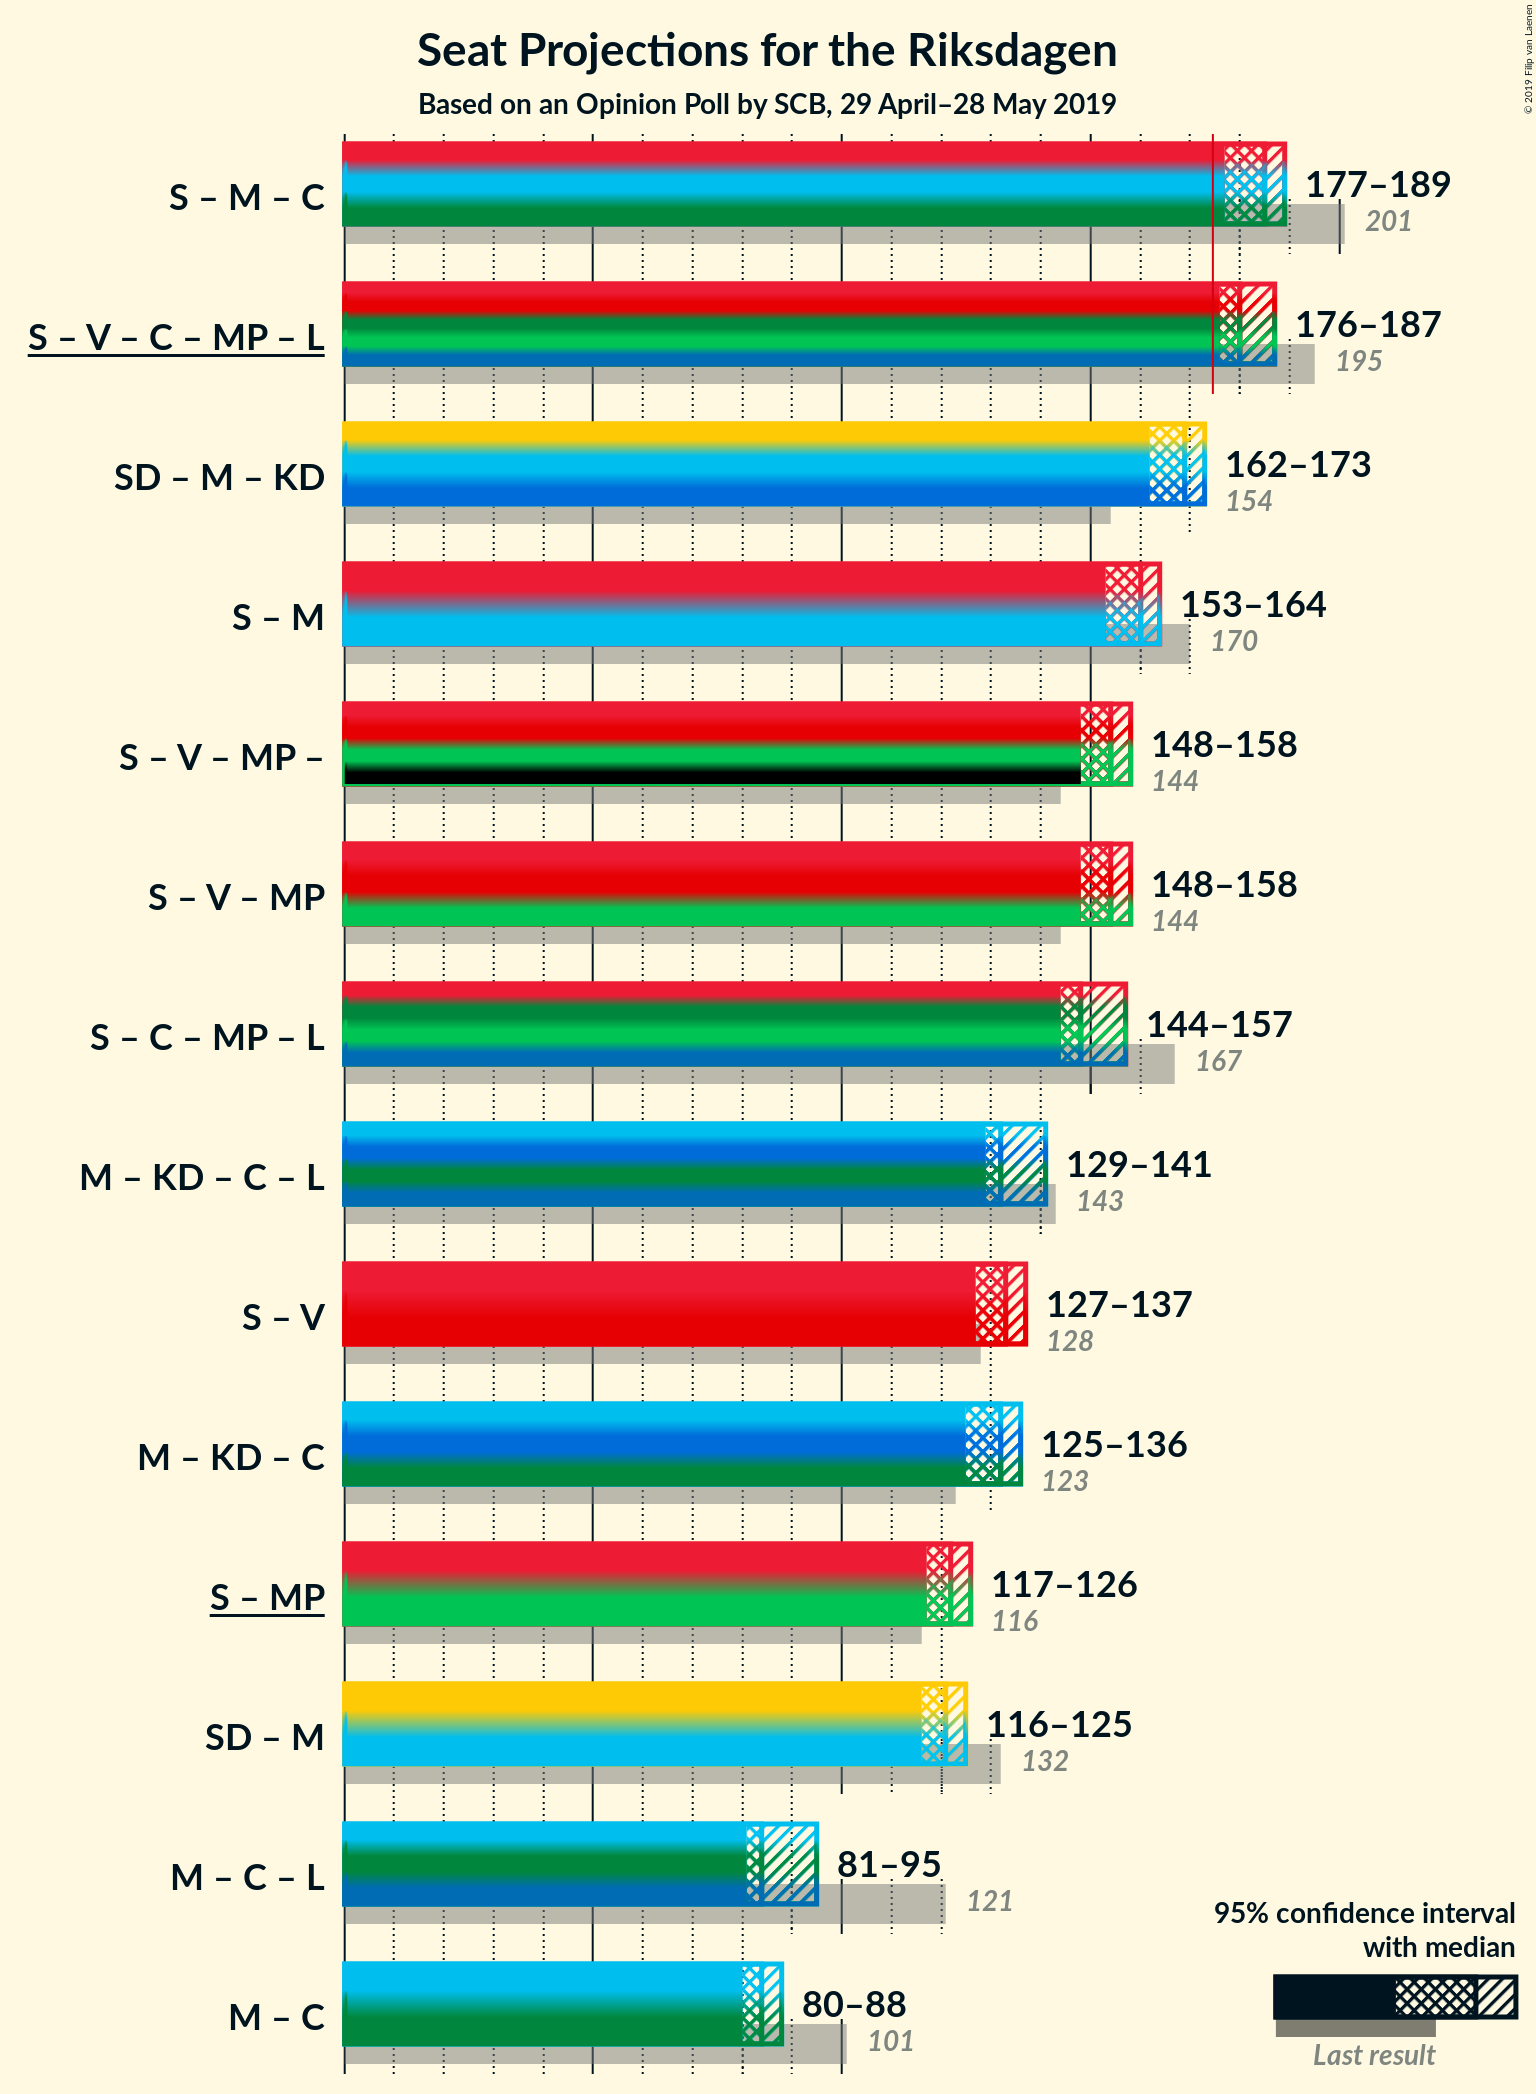 © 2019 Filip van Laenen
Seat Projections for the Riksdagen
Based on an Opinion Poll by SCB, 29 April–28 May 2019
S – M – C
177–189
201
S – V – C – MP – L
176–187
195
SD – M – KD
162–173
154
S – M
153–164
170
S – V – MP –
148–158
144
S – V – MP
148–158
144
S – C – MP – L
144–157
167
M – KD – C – L
129–141
143
S – V
127–137
128
M – KD – C
125–136
123
S – MP
117–126
116
SD – M
116–125
132
M – C – L
81–95
121
M – C
80–88
101
95% confidence interval
with median
Last result